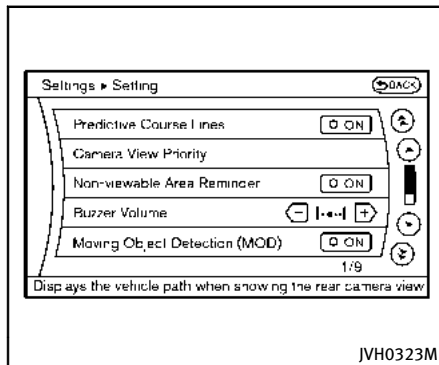 Settings ▸ Setting
BACK
Predictive Course Lines
ON
Camera View Priority
Non-viewable Area Reminder
ON
Buzzer Volume
Moving Object Detection (MOD)
ON
1/9
Displays the vehicle path when showing the rear camera view
JVH0323M